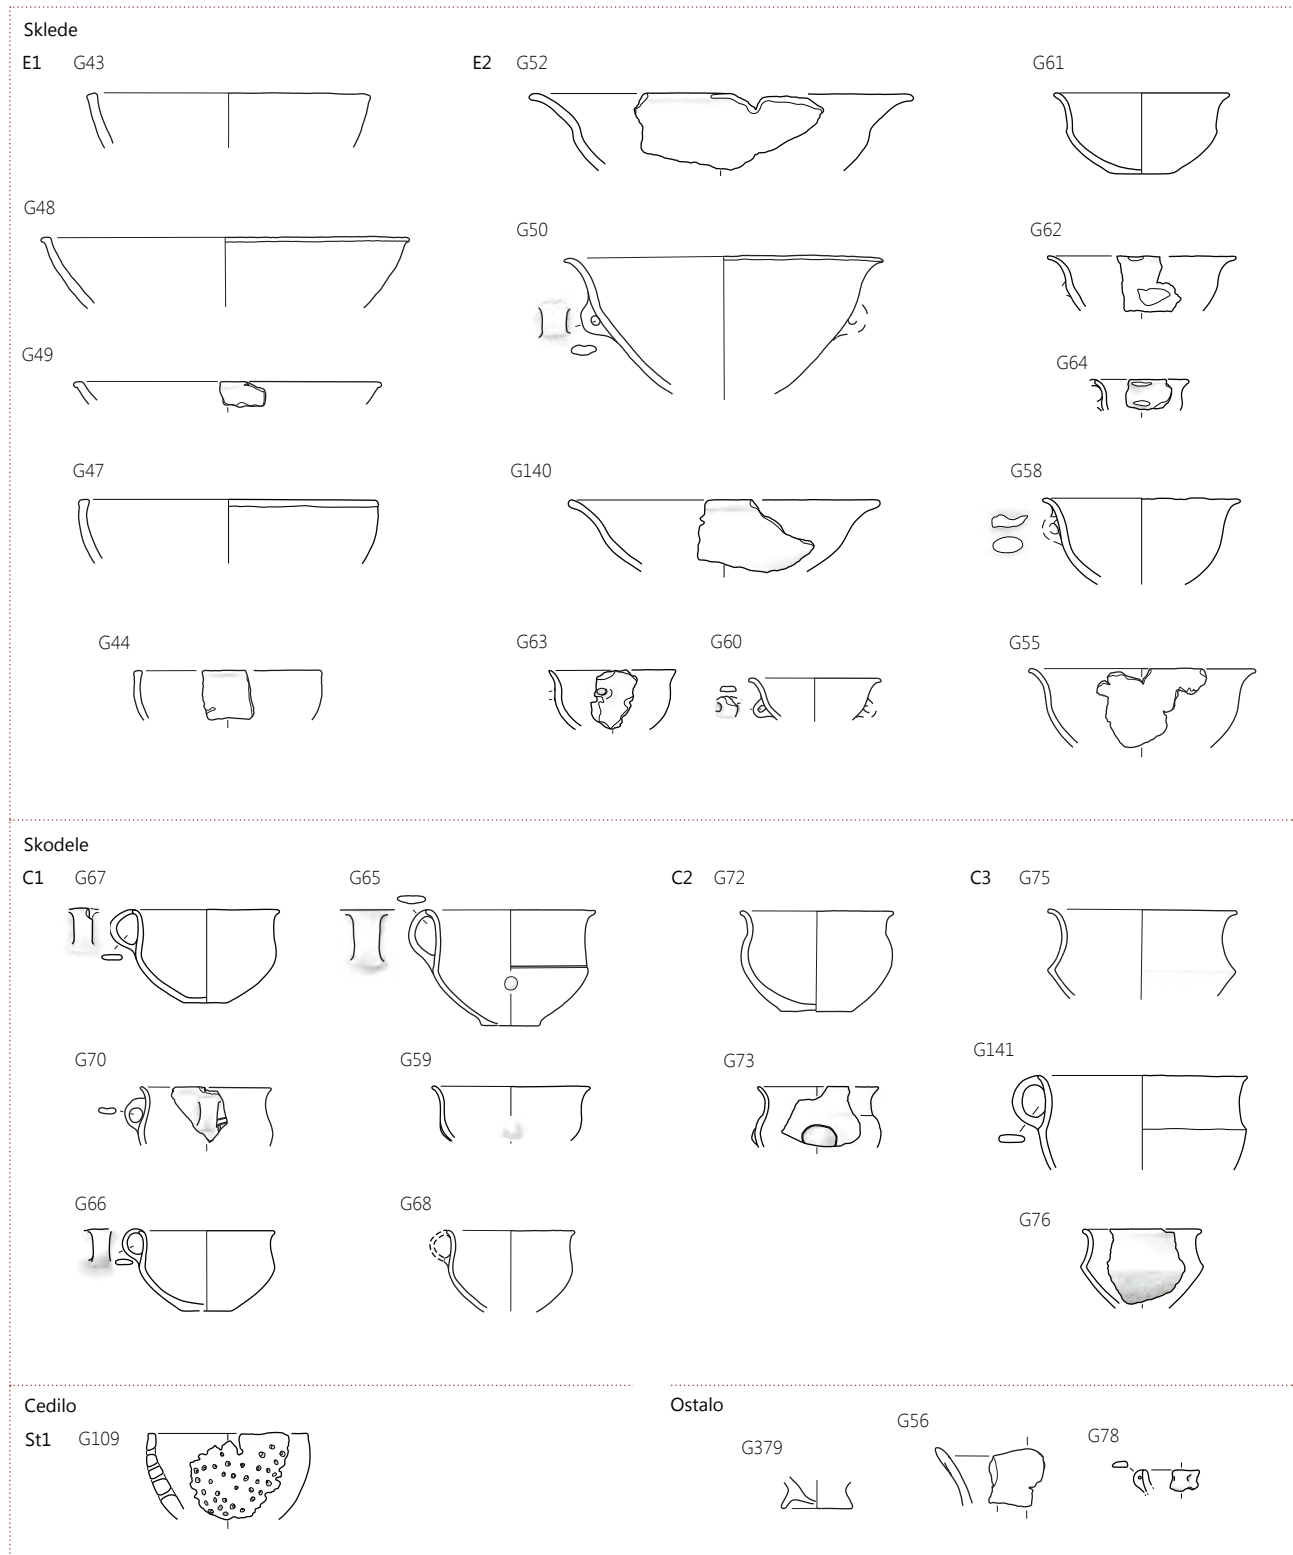 Sklede
E1 G43 E2 G52 G61
G48
G50 G62
G49 G64
G47 G140 G58
G44 G63 G60 G55
Skodele
C1 G67 G65 C2 G72 C3 G75
G141
G70 G59 G73
G66 G68
G76
Cedilo
Ostalo
St1 G109
G56
G379
G78